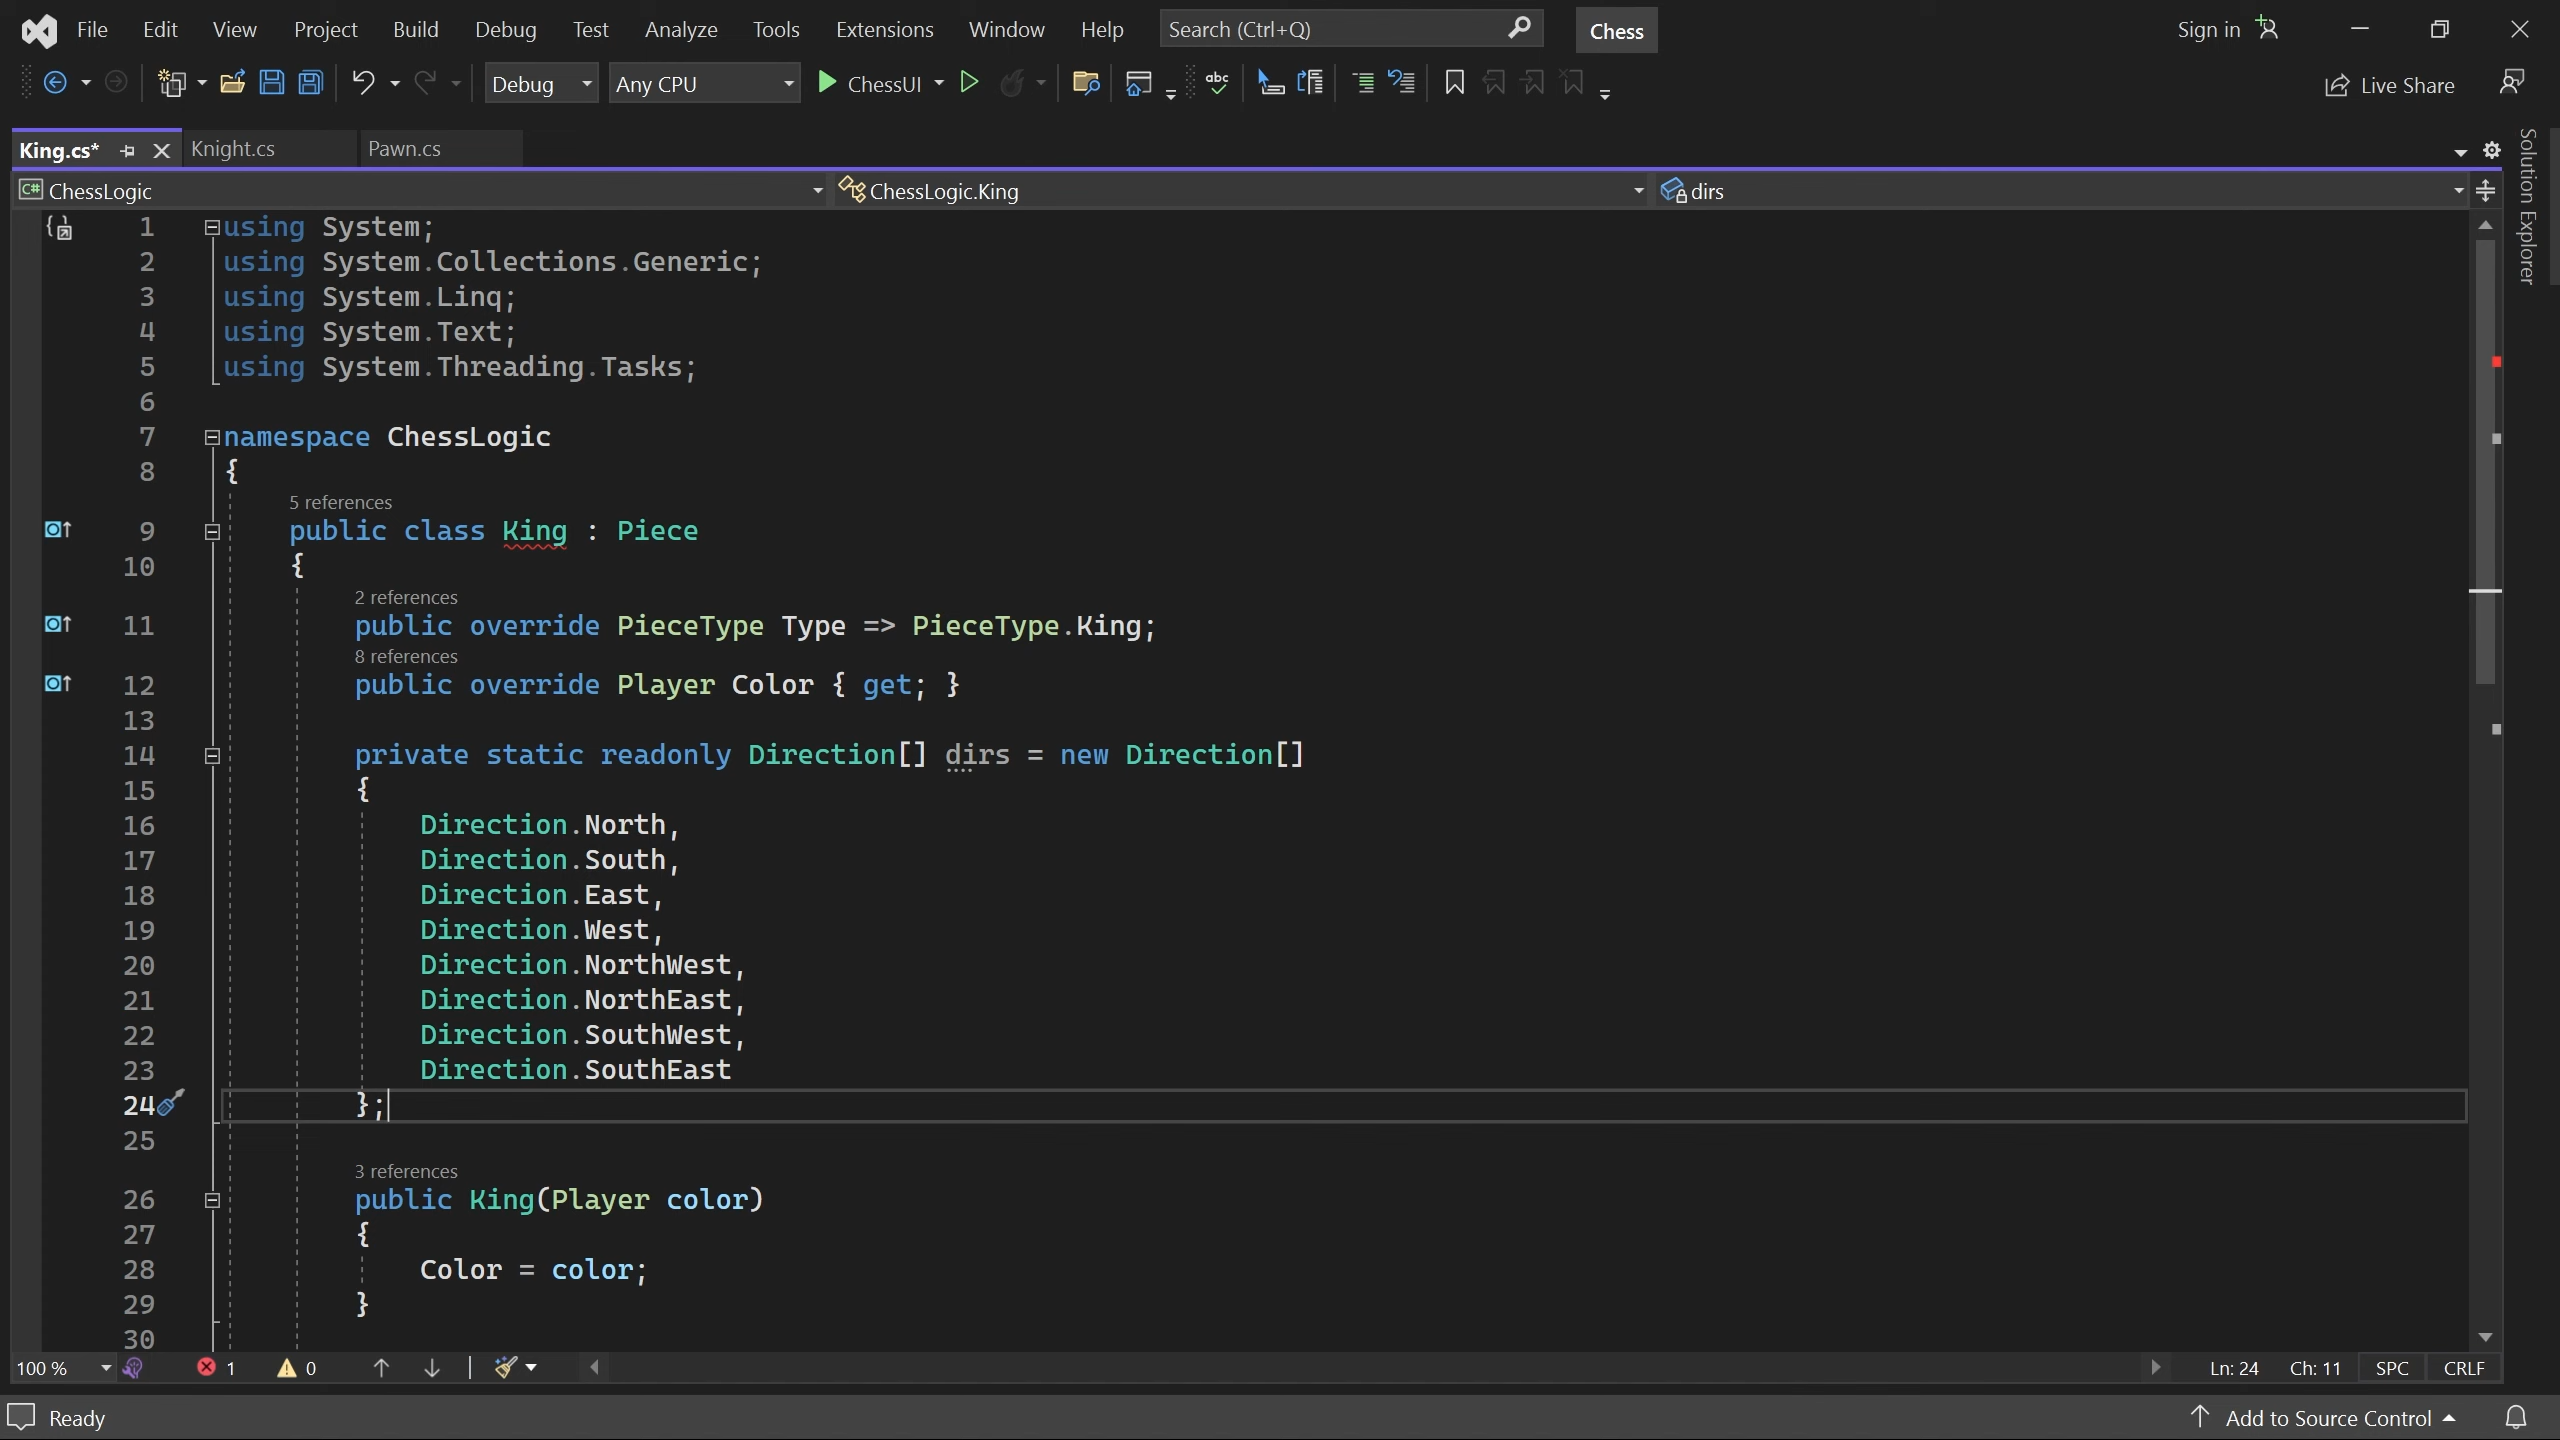 File Edit View Project Build Debug Test Analyze Tools Extensions Window Help Search (Ctrl+Q) Chess Sign in
Debug Any CPU ChessUI abc Live Share
King.cs* Knight.cs Pawn.cs
Solution Explorer
C# ChessLogic ChessLogic.King dirs
1 using System;
2 using System.Collections.Generic;
3 using System.Linq;
4 using System.Text;
5 using System.Threading.Tasks;
6
7 namespace ChessLogic
8 {
5 references
9 public class King : Piece
10 {
2 references
11 public override PieceType Type => PieceType.King;
8 references
12 public override Player Color { get; }
13
14 private static readonly Direction[] dirs = new Direction[]
15 {
16 Direction.North,
17 Direction.South,
18 Direction.East,
19 Direction.West,
20 Direction.NorthWest,
21 Direction.NorthEast,
22 Direction.SouthWest,
23 Direction.SouthEast
24 };
25
3 references
26 public King(Player color)
27 {
28 Color = color;
29 }
30
100 % 1 0 Ln: 24 Ch: 11 SPC CRLF
Ready Add to Source Control